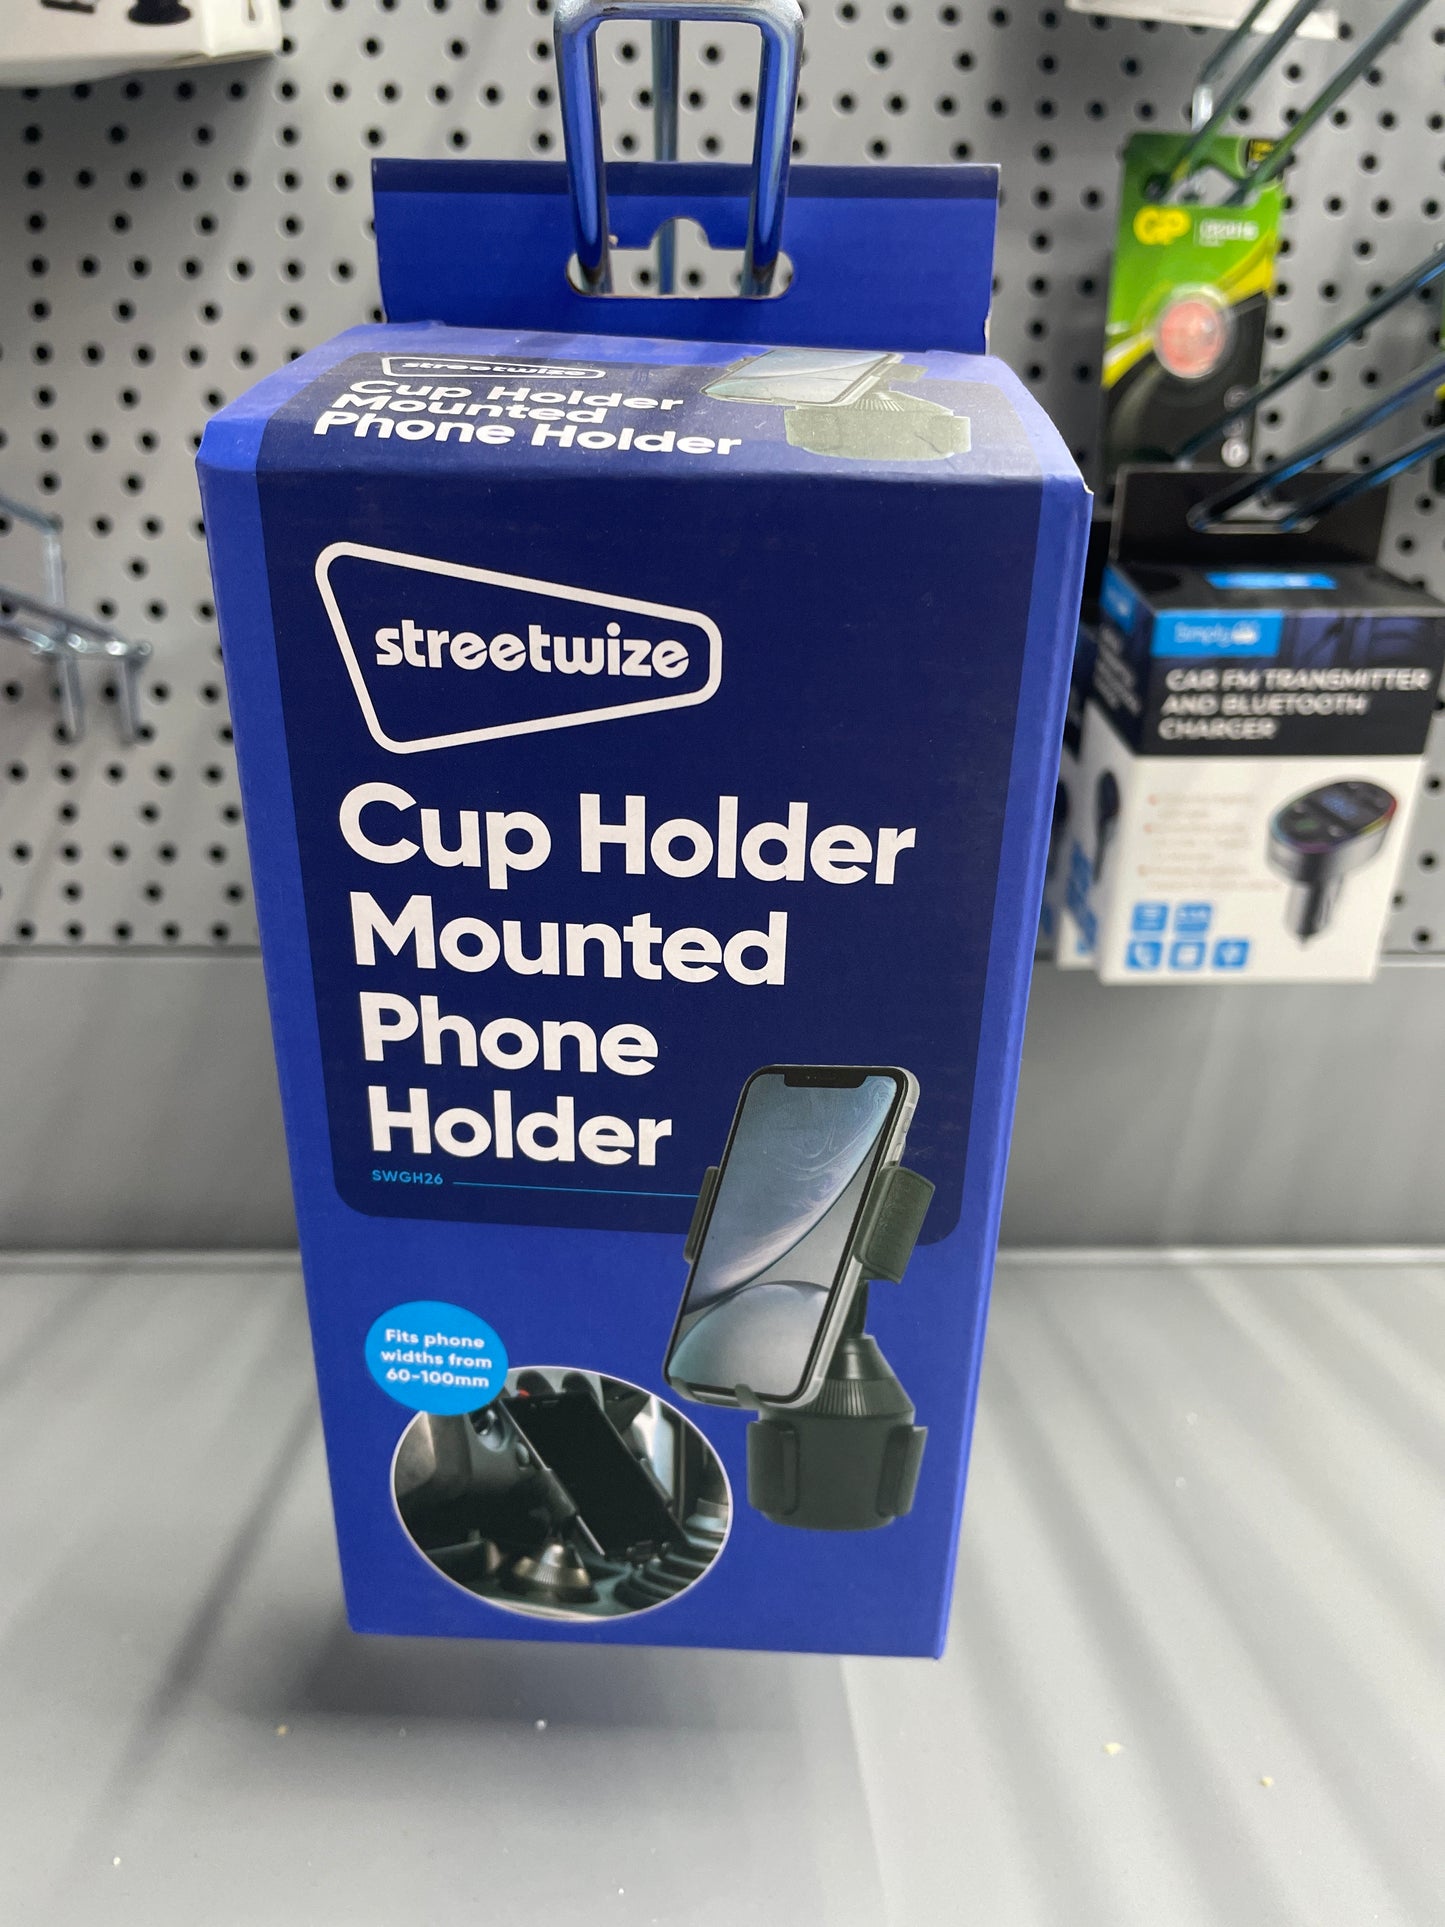 streetwize
Cup Holder
Mounted
Phone Holder
streetwize
Cup Holder
Mounted
Phone
Holder
SWGH26
Fits phone
widths from
60-100mm
GP
Simply
CAR FM TRANSMITTER
AND BLUETOOTH
CHARGER